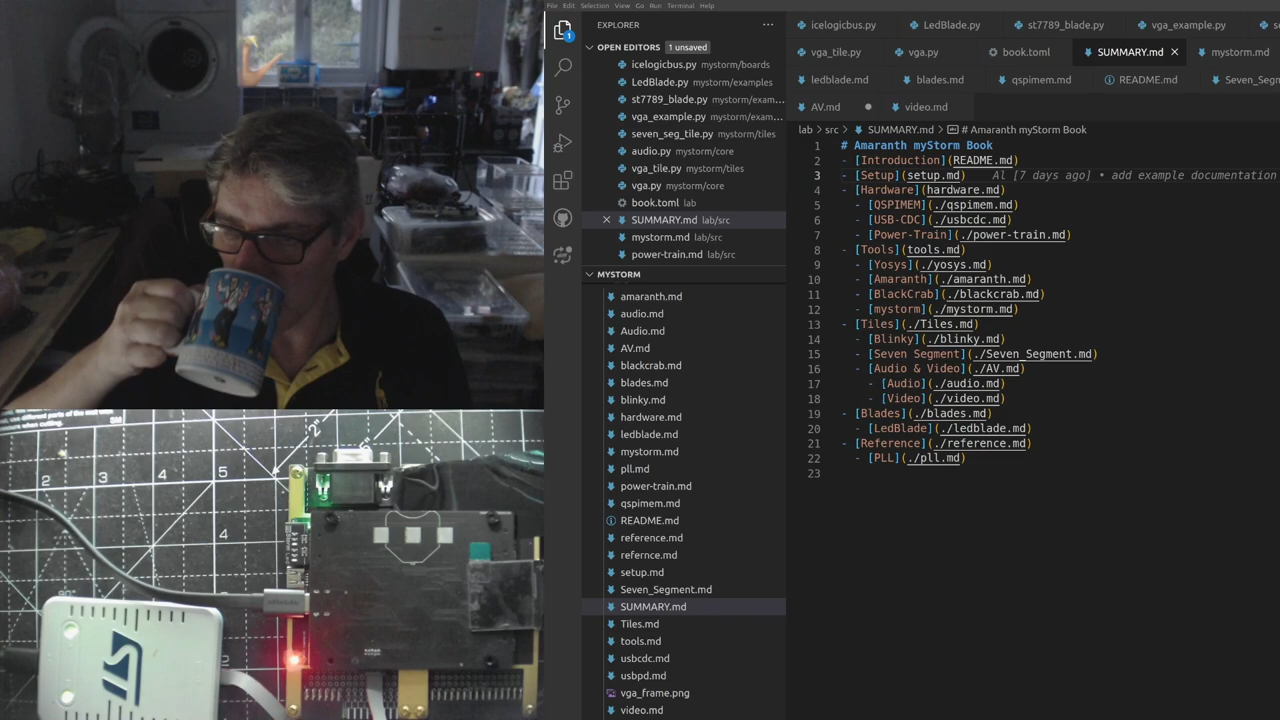 File Edit Selection View Go Run Terminal Help
EXPLORER
OPEN EDITORS 1 unsaved
icelogicbus.py mystorm/boards
LedBlade.py mystorm/examples
st7789_blade.py mystorm/exam...
vga_example.py mystorm/exam...
seven_seg_tile.py mystorm/tiles
audio.py mystorm/core
vga_tile.py mystorm/tiles
vga.py mystorm/core
book.toml lab
SUMMARY.md lab/src
mystorm.md lab/src
power-train.md lab/src
MYSTORM
amaranth.md
audio.md
Audio.md
AV.md
blackcrab.md
blades.md
blinky.md
hardware.md
ledblade.md
mystorm.md
pll.md
power-train.md
qspimem.md
README.md
reference.md
refernce.md
setup.md
Seven_Segment.md
SUMMARY.md
Tiles.md
tools.md
usbcdc.md
usbpd.md
vga_frame.png
video.md
icelogicbus.py LedBlade.py st7789_blade.py vga_example.py
vga_tile.py vga.py book.toml SUMMARY.md mystorm.md
ledblade.md blades.md qspimem.md README.md Seven_Segm
AV.md video.md
lab > src > SUMMARY.md > # Amaranth myStorm Book
1 # Amaranth myStorm Book
2 - [Introduction](README.md)
3 - [Setup](setup.md) Al [7 days ago] • add example documentation
4 - [Hardware](hardware.md)
5 - [QSPIMEM](./qspimem.md)
6 - [USB-CDC](./usbcdc.md)
7 - [Power-Train](./power-train.md)
8 - [Tools](tools.md)
9 - [Yosys](./yosys.md)
10 - [Amaranth](./amaranth.md)
11 - [BlackCrab](./blackcrab.md)
12 - [mystorm](./mystorm.md)
13 - [Tiles](./Tiles.md)
14 - [Blinky](./blinky.md)
15 - [Seven Segment](./Seven_Segment.md)
16 - [Audio & Video](./AV.md)
17 - [Audio](./audio.md)
18 - [Video](./video.md)
19 - [Blades](./blades.md)
20 - [LedBlade](./ledblade.md)
21 - [Reference](./reference.md)
22 - [PLL](./pll.md)
23
2 3 4 5
2"
4
2